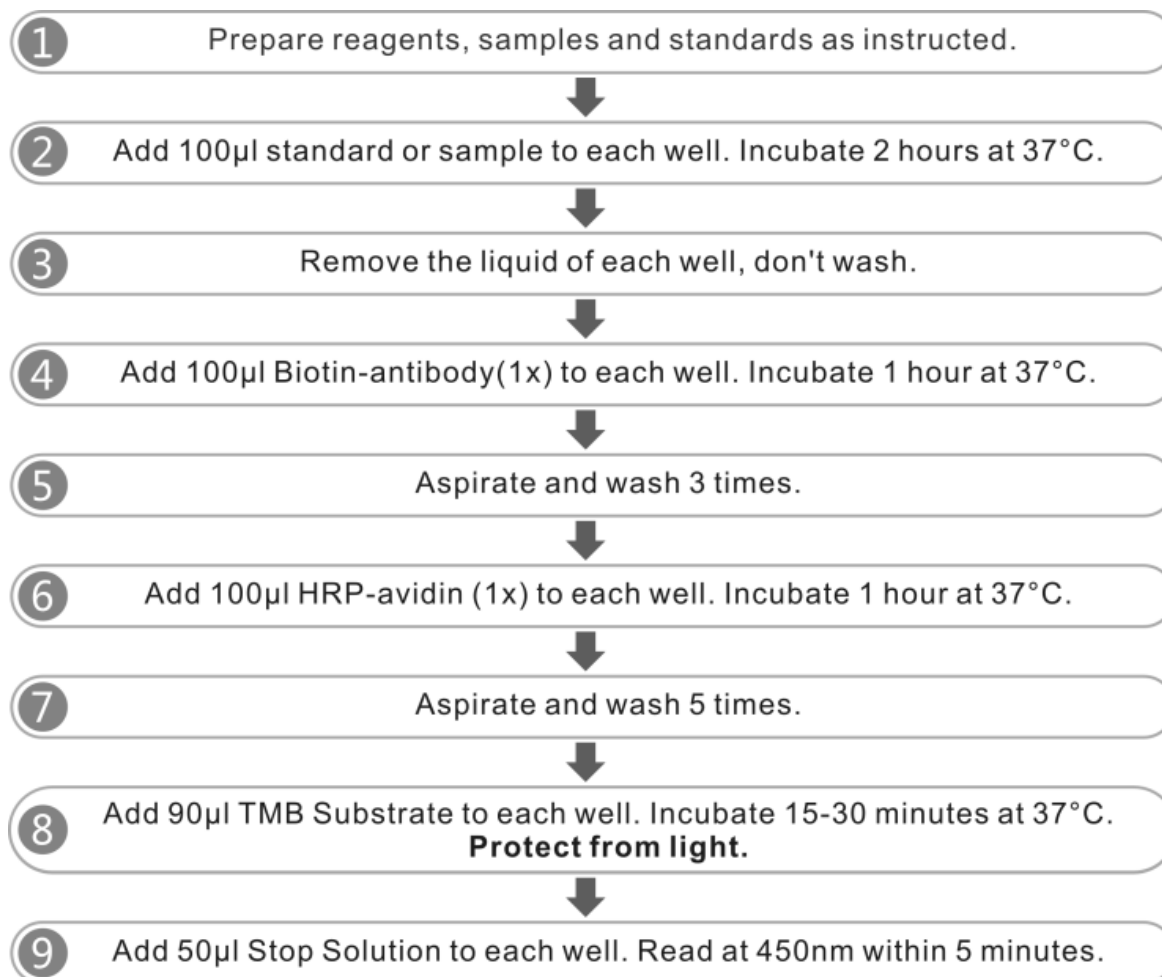 1 Prepare reagents, samples and standards as instructed.
2 Add 100µl standard or sample to each well. Incubate 2 hours at 37°C.
3 Remove the liquid of each well, don't wash.
4 Add 100µl Biotin-antibody(1x) to each well. Incubate 1 hour at 37°C.
5 Aspirate and wash 3 times.
6 Add 100µl HRP-avidin (1x) to each well. Incubate 1 hour at 37°C.
7 Aspirate and wash 5 times.
8 Add 90µl TMB Substrate to each well. Incubate 15-30 minutes at 37°C.
Protect from light.
9 Add 50µl Stop Solution to each well. Read at 450nm within 5 minutes.